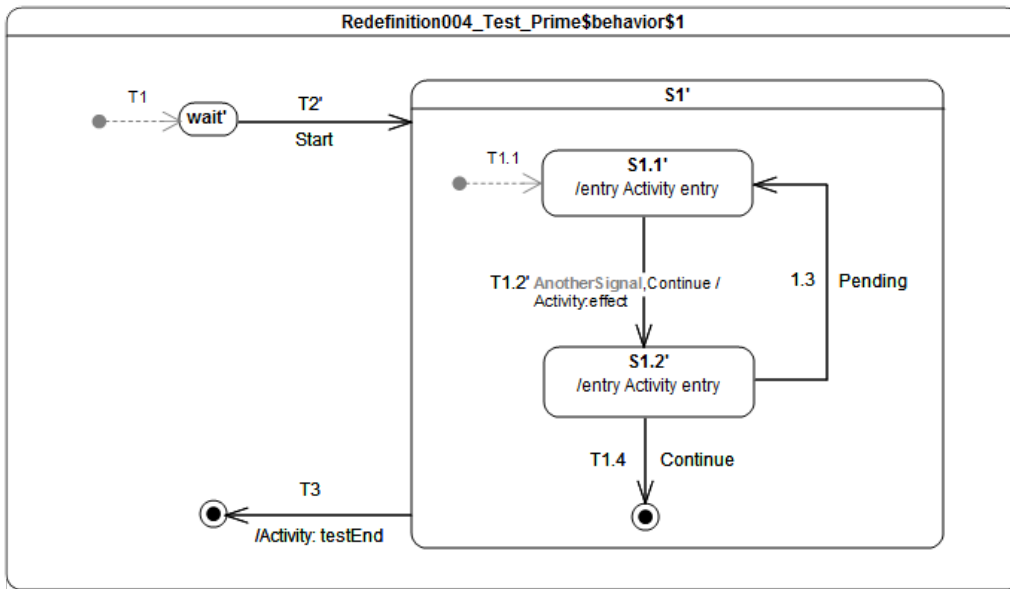 Redefinition004_Test_Prime$behavior$1
T1
wait'
T2'
Start
S1'
T1.1
S1.1'
/entry Activity entry
T1.2' AnotherSignal,Continue /
Activity:effect
1.3 Pending
S1.2'
/entry Activity entry
T1.4 Continue
T3
/Activity: testEnd